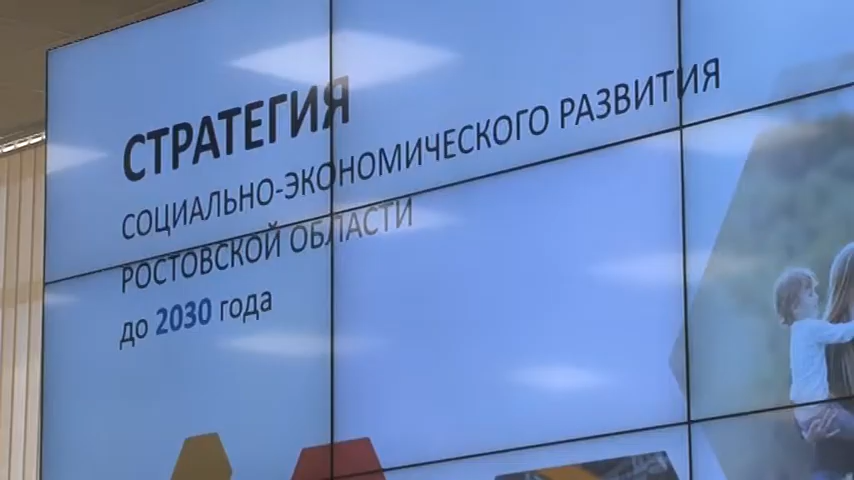 СТРАТЕГИЯ
СОЦИАЛЬНО-ЭКОНОМИЧЕСКОГО РАЗВИТИЯ
РОСТОВСКОЙ ОБЛАСТИ
до 2030 года